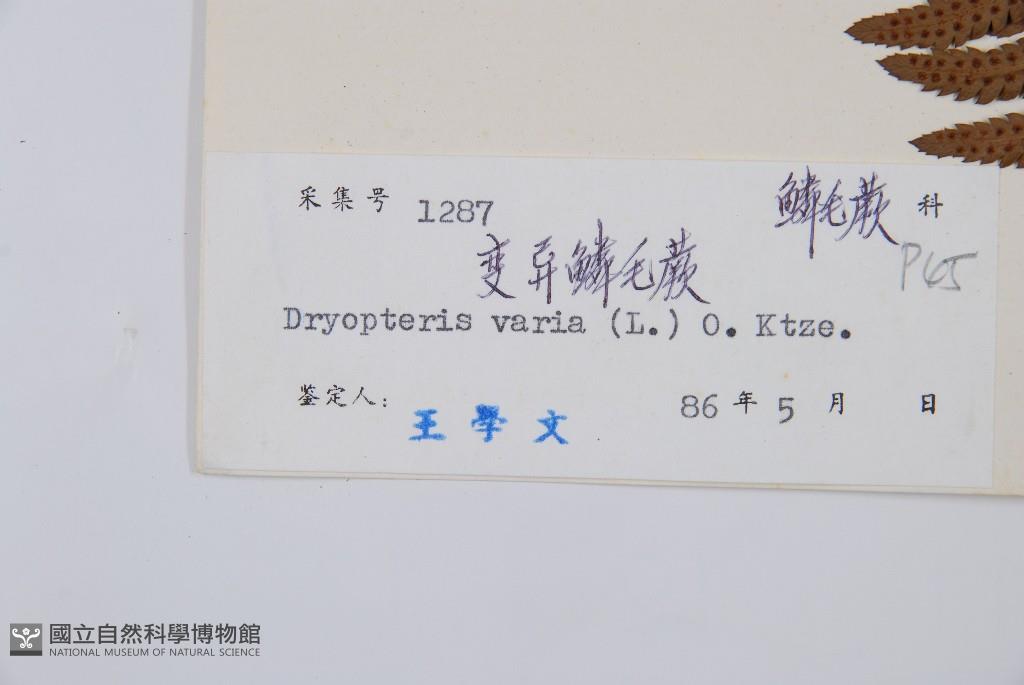 采集号 1287 鳞毛蕨 科
P45
变异鳞毛蕨
Dryopteris varia (L.) O. Ktze.
鉴定人： 王學文 86 年 5 月 日
國立自然科學博物館
NATIONAL MUSEUM OF NATURAL SCIENCE